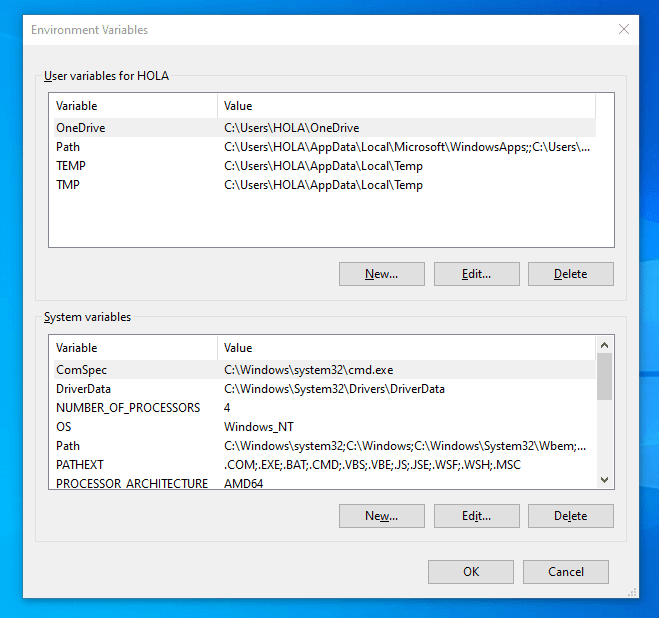 Environment Variables
User variables for HOLA
Variable Value
OneDrive C:\Users\HOLA\OneDrive
Path C:\Users\HOLA\AppData\Local\Microsoft\WindowsApps;;C:\Users\...
TEMP C:\Users\HOLA\AppData\Local\Temp
TMP C:\Users\HOLA\AppData\Local\Temp
New... Edit... Delete
System variables
Variable Value
ComSpec C:\Windows\system32\cmd.exe
DriverData C:\Windows\System32\Drivers\DriverData
NUMBER_OF_PROCESSORS 4
OS Windows_NT
Path C:\Windows\system32;C:\Windows;C:\Windows\System32\Wbem;...
PATHEXT .COM;.EXE;.BAT;.CMD;.VBS;.VBE;.JS;.JSE;.WSF;.WSH;.MSC
PROCESSOR_ARCHITECTURE AMD64
New... Edit... Delete
OK Cancel